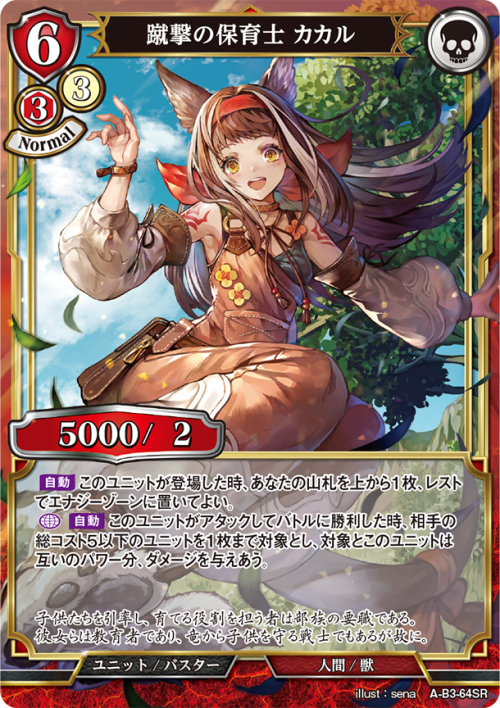 6
蹴撃の保育士 カカル
3
3
Normal
5000/ 2
自動 このユニットが登場した時、あなたの山札を上から1枚、レスト
でエナジーゾーンに置いてよい。
自動 このユニットがアタックしてバトルに勝利した時、相手の
総コスト5以下のユニットを1枚まで対象とし、対象とこのユニットは
互いのパワー分、ダメージを与えあう。
子供たちを引率し、育てる役割を担う者は部族の要職である。
彼女らは教育者であり、竜から子供を守る戦士でもあるが故に。
ユニット / バスター
人間 / 獣
illust : sena
A-B3-64SR